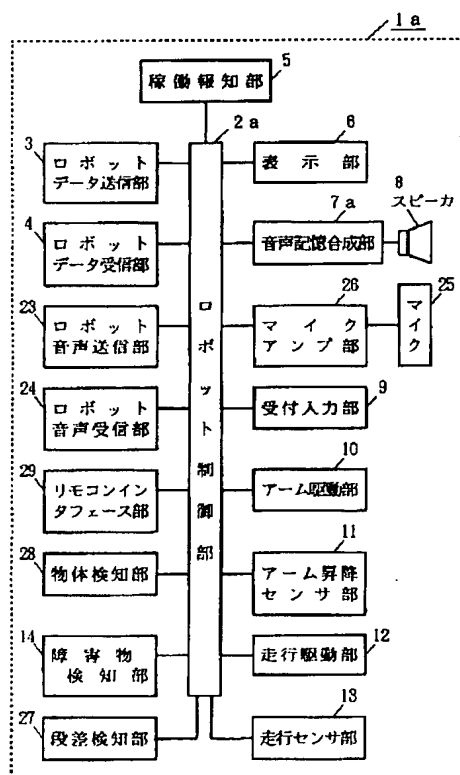 1a
5
稼働報知部
2a
3
ロボット
データ送信部
6
表示部
4
ロボット
データ受信部
7a
音声記憶合成部
8
スピーカ
23
ロボット
音声送信部
26
マイク
アンプ部
25
マイク
24
ロボット
音声受信部
ロボット制御部
9
受付入力部
29
リモコンイン
タフェース部
10
アーム駆動部
28
物体検知部
11
アーム昇降
センサ部
14
障害物
検知部
12
走行駆動部
27
段差検知部
13
走行センサ部